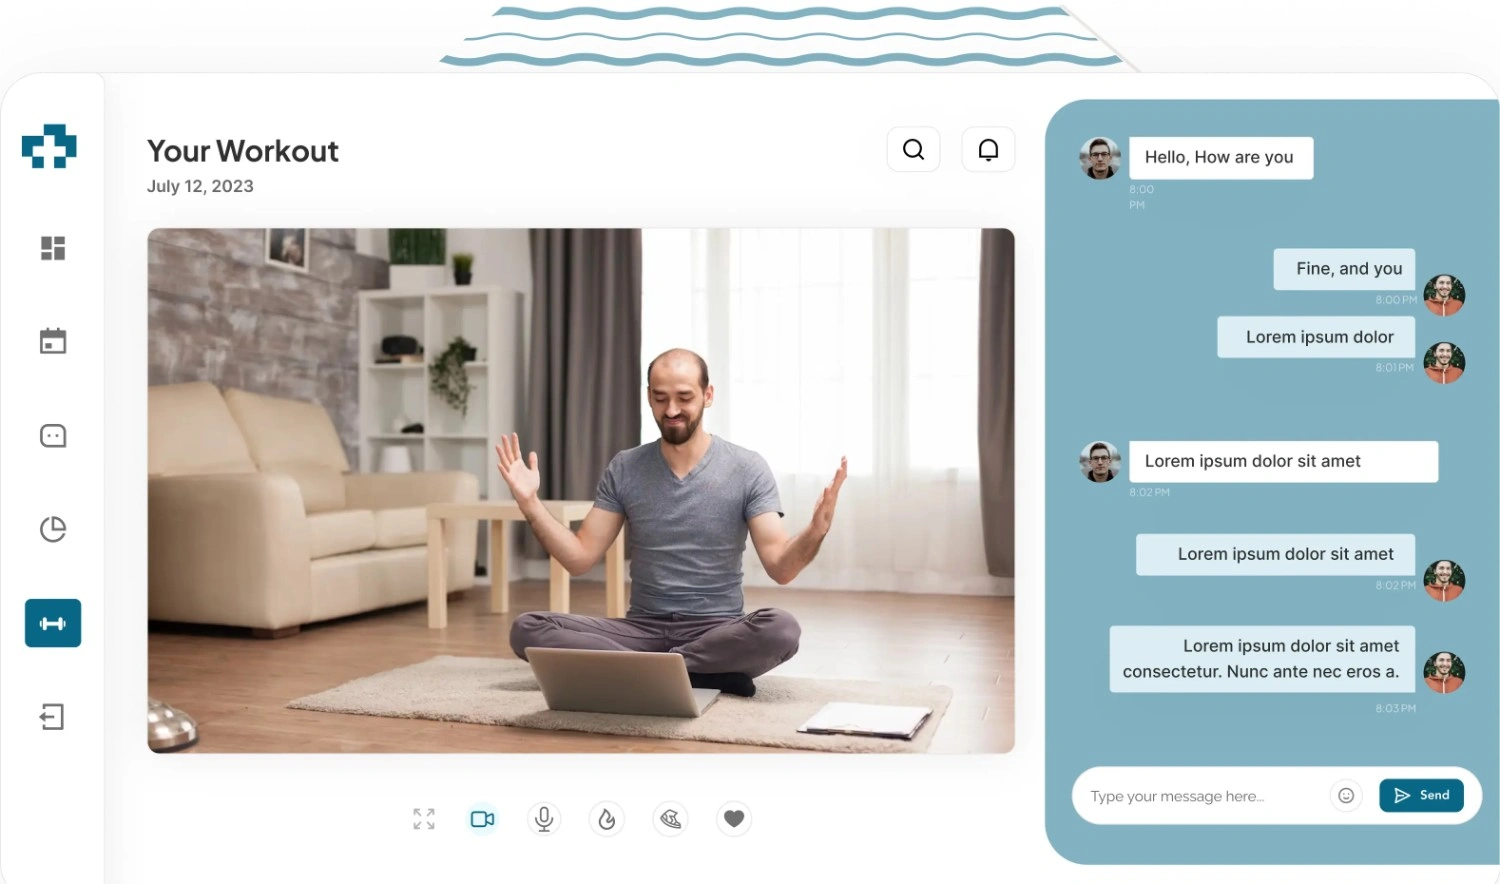 Your Workout
July 12, 2023
Hello, How are you
8:00
PM
Fine, and you
8:00 PM
Lorem ipsum dolor
8:01 PM
Lorem ipsum dolor sit amet
8:02 PM
Lorem ipsum dolor sit amet
8:02 PM
Lorem ipsum dolor sit amet
consectetur. Nunc ante nec eros a.
8:03 PM
Type your message here...
Send